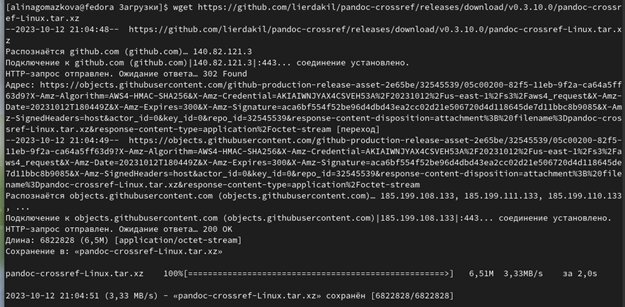 [alinagomazkova@fedora Загрузки]$ wget https://github.com/lierdakil/pandoc-crossref/releases/download/v0.3.10.0/pandoc-cross
ref-Linux.tar.xz
--2023-10-12 21:04:48--  https://github.com/lierdakil/pandoc-crossref/releases/download/v0.3.10.0/pandoc-crossref-Linux.tar.x
z
Распознаётся github.com (github.com)… 140.82.121.3
Подключение к github.com (github.com)|140.82.121.3|:443... соединение установлено.
HTTP-запрос отправлен. Ожидание ответа… 302 Found
Адрес: https://objects.githubusercontent.com/github-production-release-asset-2e65be/32545539/05c00200-82f5-11eb-9f2a-ca64a5ff
63d9?X-Amz-Algorithm=AWS4-HMAC-SHA256&X-Amz-Credential=AKIAIWNJYAX4CSVEH53A%2F20231012%2Fus-east-1%2Fs3%2Faws4_request&X-Amz-
Date=20231012T180449Z&X-Amz-Expires=300&X-Amz-Signature=aca6bf554f52be96d4dbd43ea2cc02d21e506720d4d118645de7d11bbc8b9085&X-Am
z-SignedHeaders=host&actor_id=0&key_id=0&repo_id=32545539&response-content-disposition=attachment%3B%20filename%3Dpandoc-cros
sref-Linux.tar.xz&response-content-type=application%2Foctet-stream [переход]
--2023-10-12 21:04:49--  https://objects.githubusercontent.com/github-production-release-asset-2e65be/32545539/05c00200-82f5-
11eb-9f2a-ca64a5ff63d9?X-Amz-Algorithm=AWS4-HMAC-SHA256&X-Amz-Credential=AKIAIWNJYAX4CSVEH53A%2F20231012%2Fus-east-1%2Fs3%2Fa
ws4_request&X-Amz-Date=20231012T180449Z&X-Amz-Expires=300&X-Amz-Signature=aca6bf554f52be96d4dbd43ea2cc02d21e506720d4d118645de
7d11bbc8b9085&X-Amz-SignedHeaders=host&actor_id=0&key_id=0&repo_id=32545539&response-content-disposition=attachment%3B%20file
name%3Dpandoc-crossref-Linux.tar.xz&response-content-type=application%2Foctet-stream
Распознаётся objects.githubusercontent.com (objects.githubusercontent.com)… 185.199.108.133, 185.199.111.133, 185.199.110.133
, ...
Подключение к objects.githubusercontent.com (objects.githubusercontent.com)|185.199.108.133|:443... соединение установлено.
HTTP-запрос отправлен. Ожидание ответа… 200 OK
Длина: 6822828 (6,5M) [application/octet-stream]
Сохранение в: «pandoc-crossref-Linux.tar.xz»
pandoc-crossref-Linux.tar.xz    100%[==================================================>]   6,51M  3,33MB/s    за 2,0s
2023-10-12 21:04:51 (3,33 MB/s) - «pandoc-crossref-Linux.tar.xz» сохранён [6822828/6822828]